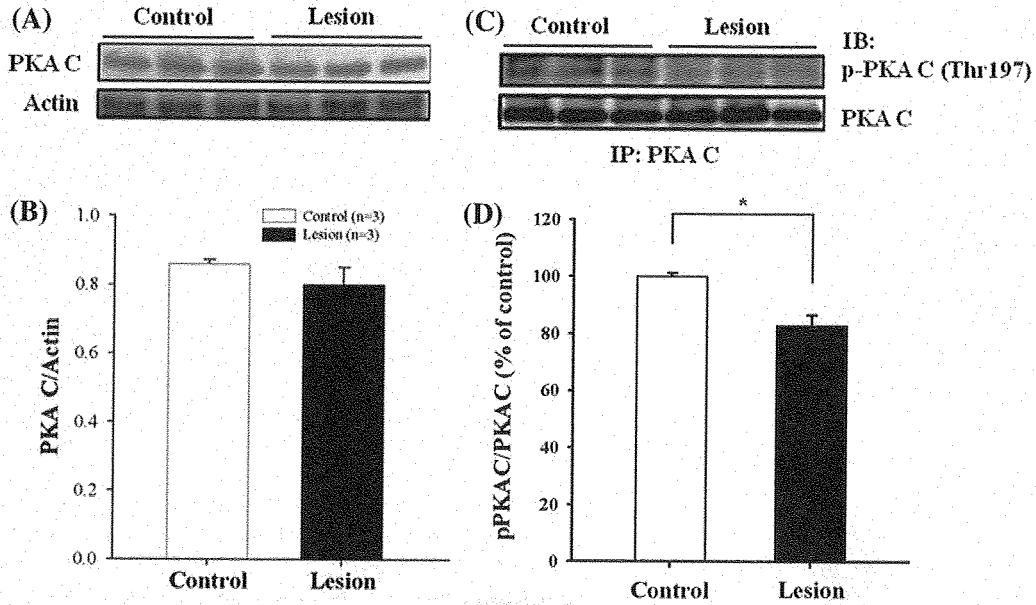 (A)
Control Lesion
PKA C
Actin
(B)
PKA C/Actin
1.0
0.8
0.6
0.4
0.2
0.0
Control (n=3)
Lesion (n=3)
Control Lesion
(C)
Control Lesion
IB:
p-PKA C (Thr197)
PKA C
IP: PKA C
(D)
pPKAC/PKAC (% of control)
120
100
80
60
40
20
0
*
Control Lesion